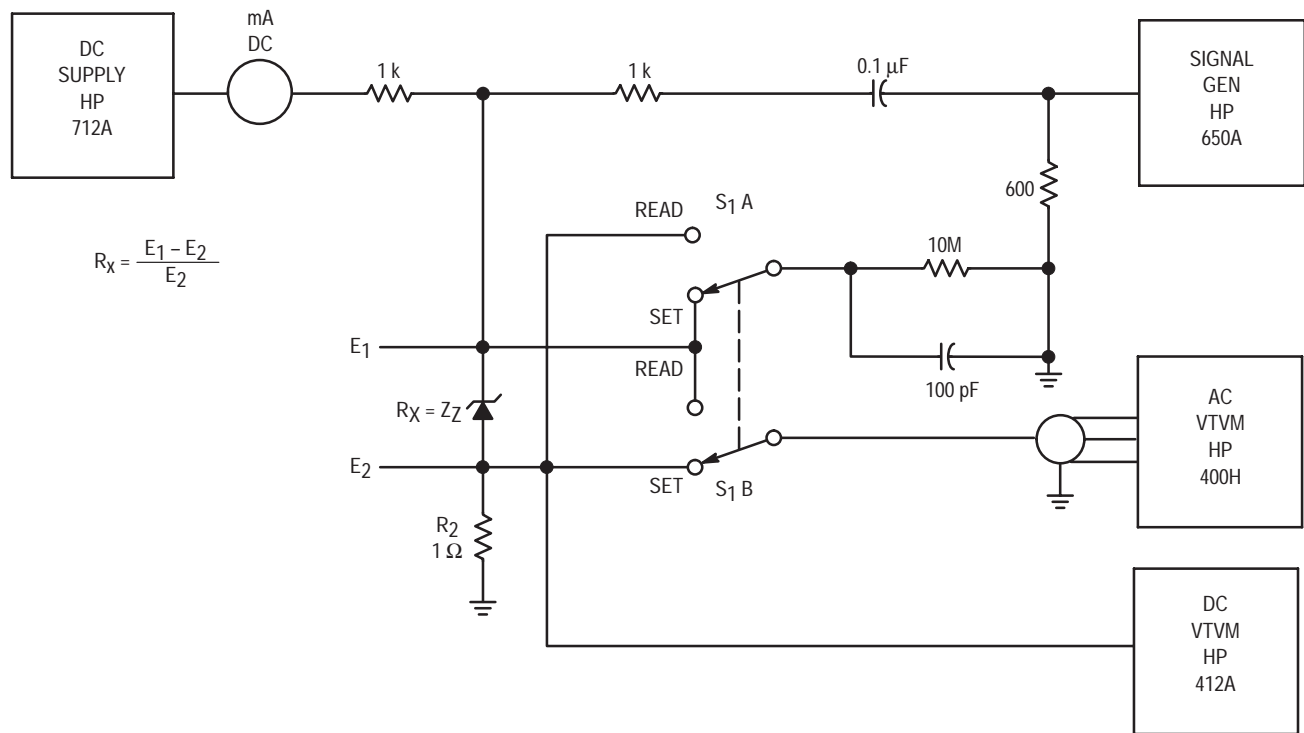 DC
SUPPLY
HP
712A
mA
DC
1 k
1 k
0.1 μF
SIGNAL
GEN
HP
650A
600
READ
S1 A
10M
RX = E1 – E2
E2
SET
E1
READ
100 pF
RX = ZZ
AC
VTVM
HP
400H
E2
SET
S1 B
R2
1 Ω
DC
VTVM
HP
412A